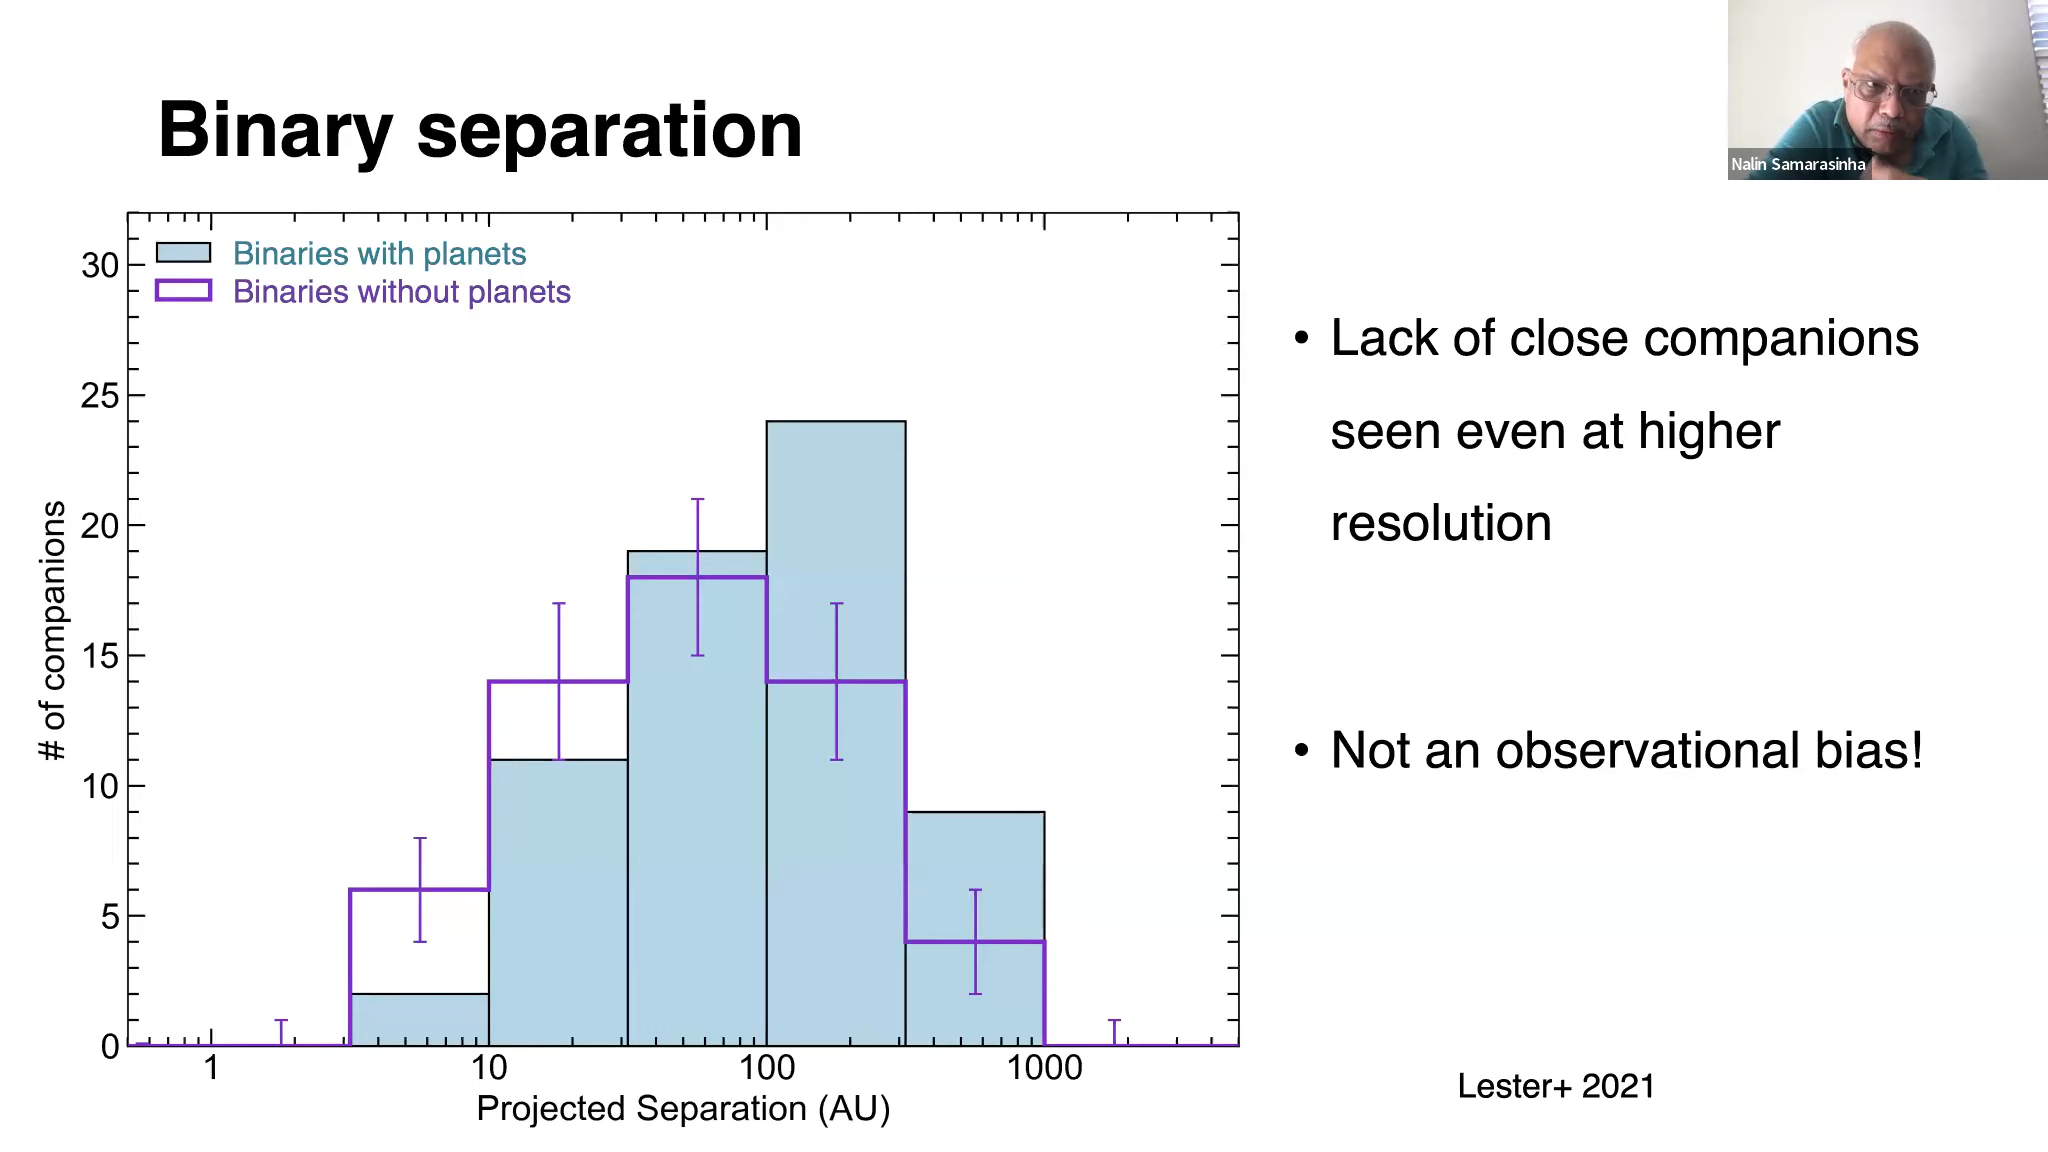 Binary separation
Nalin Samarasinha
Binaries with planets
Binaries without planets
30
25
20
15
10
5
0
# of companions
1
10
100
1000
Projected Separation (AU)
• Lack of close companions
seen even at higher
resolution
• Not an observational bias!
Lester+ 2021